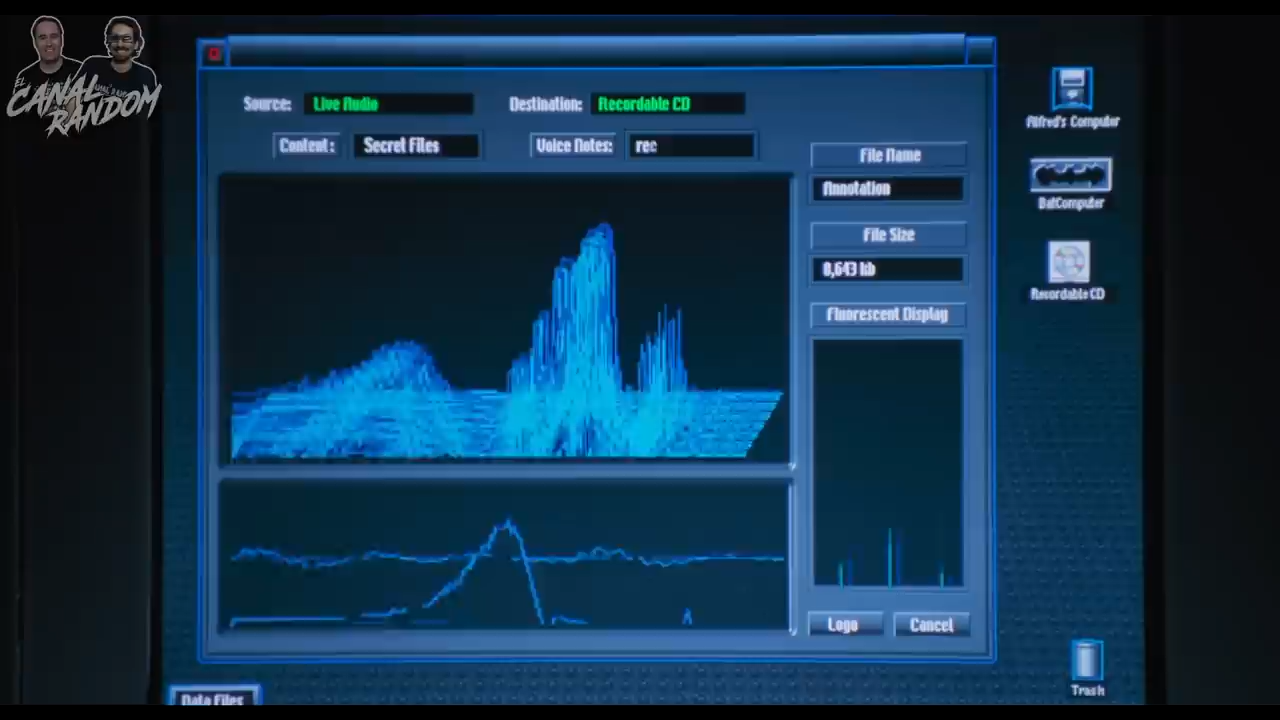 EL
CANAL
RANDOM
Source: Live Audio
Destination: Recordable CD
Content: Secret Files
Voice Notes: rec
File Name
Annotation
File Size
8,643 kb
Fluorescent Display
Logo
Cancel
Alfred's Computer
BatComputer
Recordable CD
Trash
Data Files